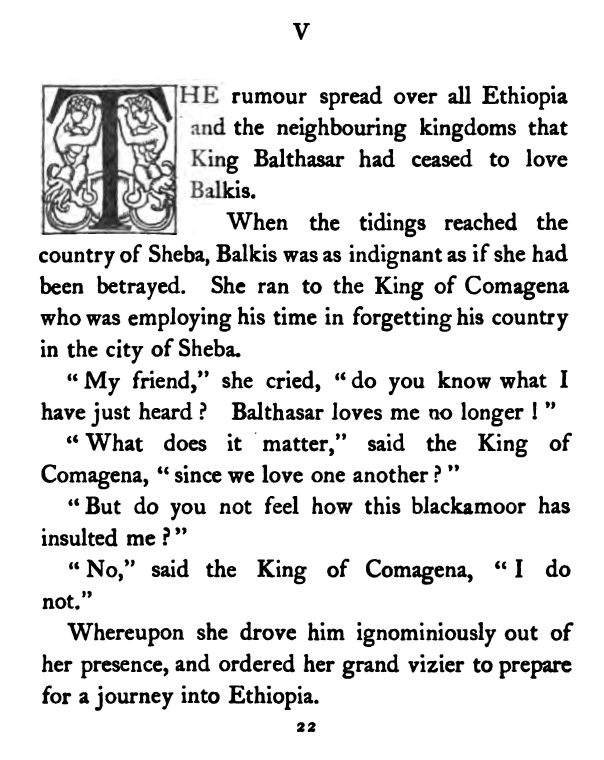 V
THE rumour spread over all Ethiopia
and the neighbouring kingdoms that
King Balthasar had ceased to love
Balkis.
When the tidings reached the
country of Sheba, Balkis was as indignant as if she had
been betrayed. She ran to the King of Comagena
who was employing his time in forgetting his country
in the city of Sheba.
“ My friend,” she cried, “ do you know what I
have just heard ? Balthasar loves me no longer ! ”
“ What does it matter,” said the King of
Comagena, “ since we love one another ? ”
“ But do you not feel how this blackamoor has
insulted me ? ”
“ No,” said the King of Comagena, “ I do
not.”
Whereupon she drove him ignominiously out of
her presence, and ordered her grand vizier to prepare
for a journey into Ethiopia.
22